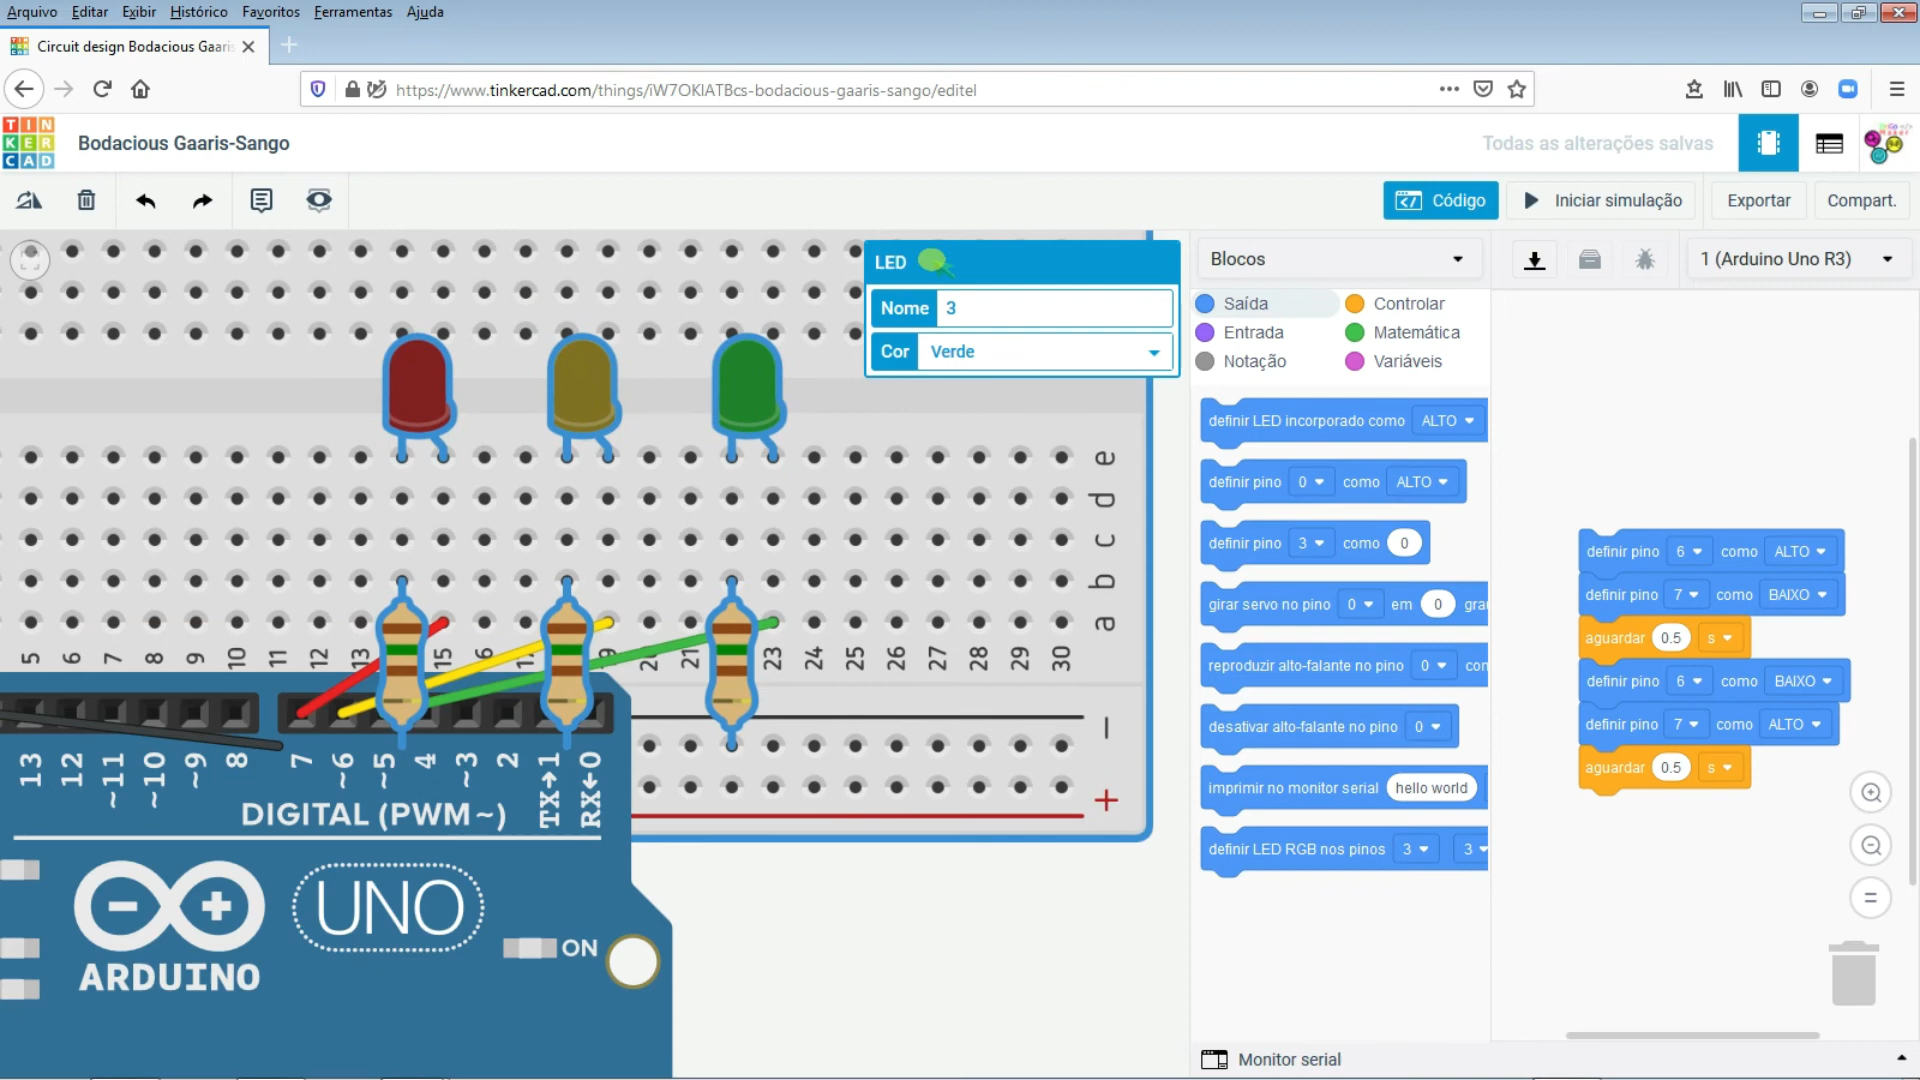 Arquivo Editar Exibir Histórico Favoritos Ferramentas Ajuda
Circuit design Bodacious Gaaris
https://www.tinkercad.com/things/iW7OKlATBcs-bodacious-gaaris-sango/editel
TIN
KER
CAD
Bodacious Gaaris-Sango
Todas as alterações salvas
Código
Iniciar simulação
Exportar
Compart.
LED
Nome 3
Cor Verde
Blocos
1 (Arduino Uno R3)
Saída
Controlar
Entrada
Matemática
Notação
Variáveis
definir LED incorporado como ALTO
definir pino 0 como ALTO
definir pino 3 como 0
girar servo no pino 0 em 0 grau
reproduzir alto-falante no pino 0 con
desativar alto-falante no pino 0
imprimir no monitor serial hello world
definir LED RGB nos pinos 3 3
definir pino 6 como ALTO
definir pino 7 como BAIXO
aguardar 0.5 s
definir pino 6 como BAIXO
definir pino 7 como ALTO
aguardar 0.5 s
e
d
c
b
a
5 6 7 8 9 10 11 12 13 15 21 23 24 25 26 27 28 29 30
13 12 ~11 ~10 ~9 8 7 ~6 ~5 4 ~3 2 TX→1 RX←0
DIGITAL (PWM~)
UNO
ARDUINO
ON
Monitor serial